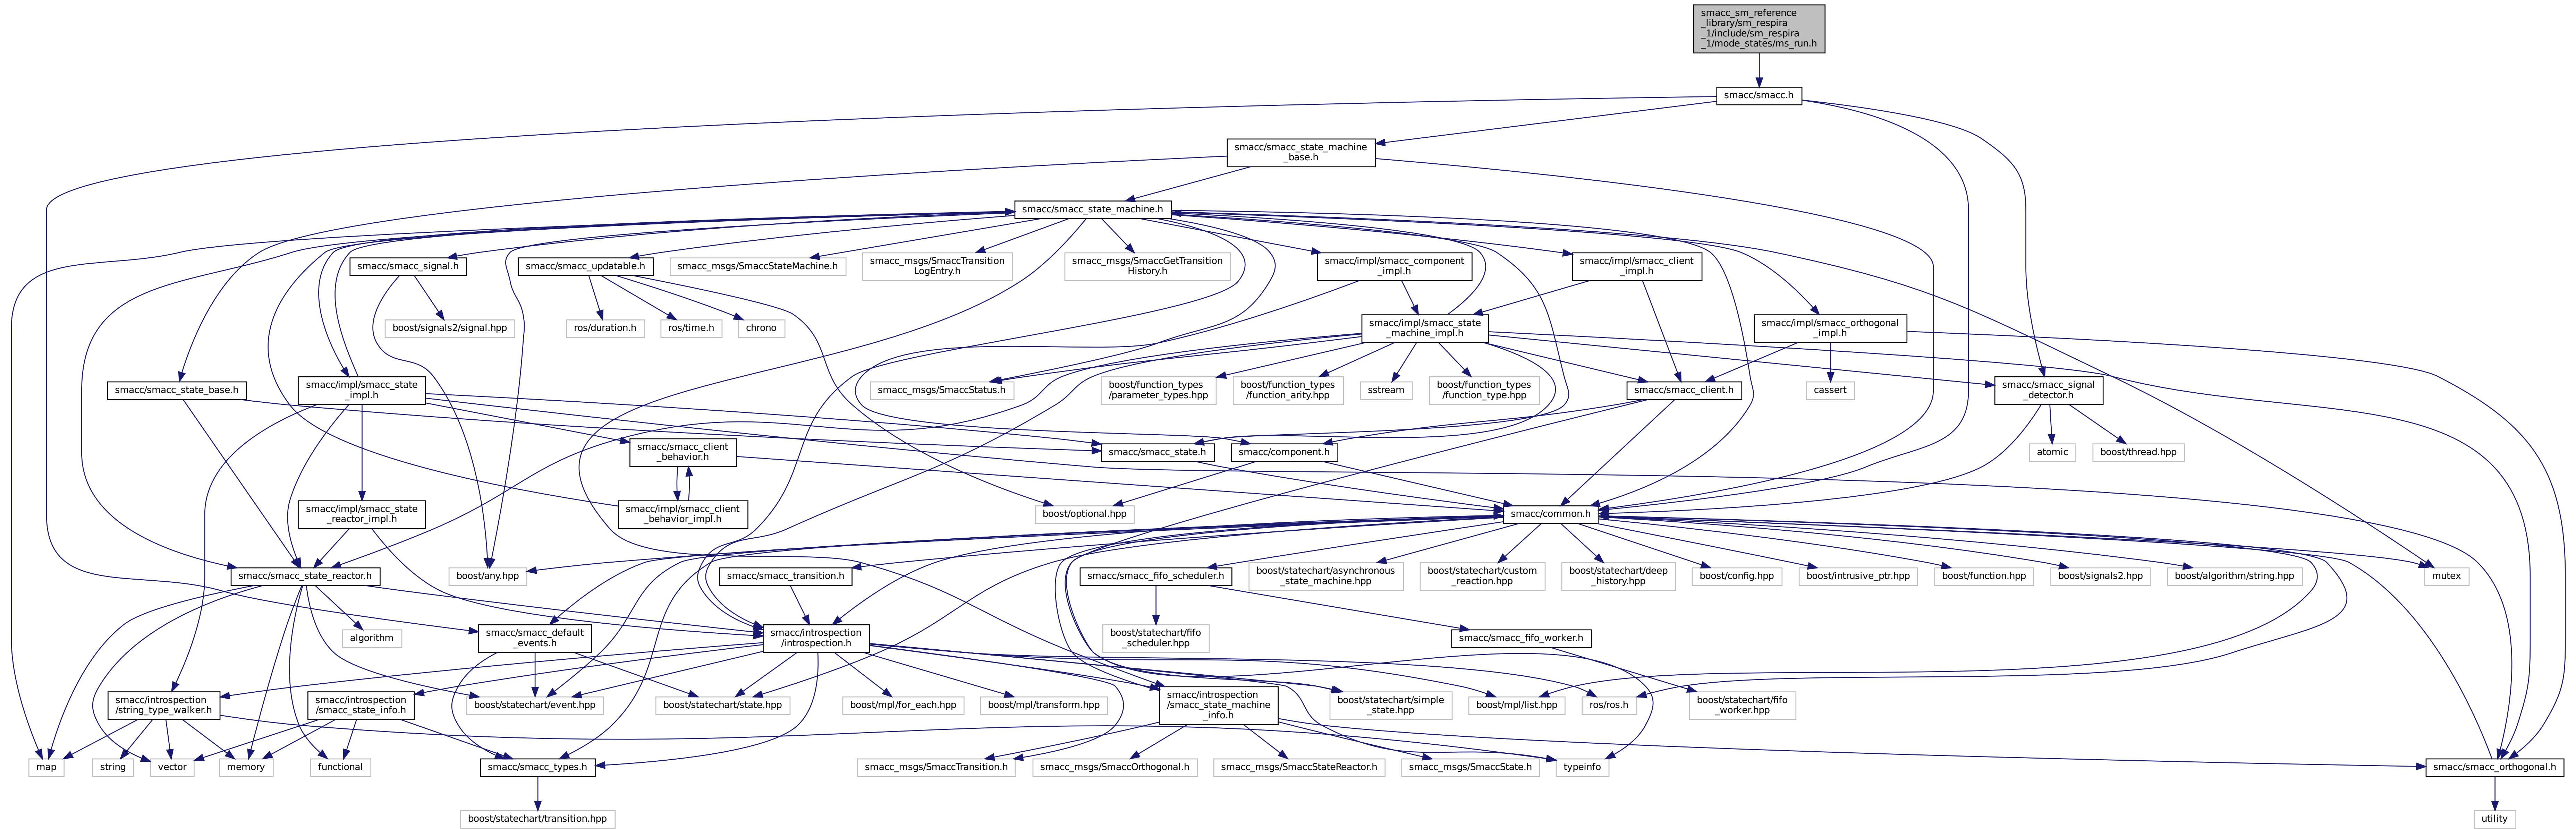 smacc_sm_reference
_library/sm_respira
_1/include/sm_respira
_1/mode_states/ms_run.h
smacc/smacc.h
smacc/smacc_state_machine
_base.h
smacc/smacc_state_machine.h
smacc/smacc_signal.h
smacc/smacc_updatable.h
smacc_msgs/SmaccStateMachine.h
smacc_msgs/SmaccTransition
LogEntry.h
smacc_msgs/SmaccGetTransition
History.h
smacc/impl/smacc_component
_impl.h
smacc/impl/smacc_client
_impl.h
boost/signals2/signal.hpp
ros/duration.h
ros/time.h
chrono
smacc/impl/smacc_state
_machine_impl.h
smacc/impl/smacc_orthogonal
_impl.h
smacc/smacc_state_base.h
smacc/impl/smacc_state
_impl.h
smacc_msgs/SmaccStatus.h
boost/function_types
/parameter_types.hpp
boost/function_types
/function_arity.hpp
sstream
boost/function_types
/function_type.hpp
smacc/smacc_client.h
cassert
smacc/smacc_signal
_detector.h
smacc/smacc_client
_behavior.h
smacc/smacc_state.h
smacc/component.h
atomic
boost/thread.hpp
smacc/impl/smacc_state
_reactor_impl.h
smacc/impl/smacc_client
_behavior_impl.h
boost/optional.hpp
smacc/common.h
smacc/smacc_state_reactor.h
boost/any.hpp
smacc/smacc_transition.h
smacc/smacc_fifo_scheduler.h
boost/statechart/asynchronous
_state_machine.hpp
boost/statechart/custom
_reaction.hpp
boost/statechart/deep
_history.hpp
boost/config.hpp
boost/intrusive_ptr.hpp
boost/function.hpp
boost/signals2.hpp
boost/algorithm/string.hpp
mutex
algorithm
smacc/smacc_default
_events.h
smacc/introspection
/introspection.h
boost/statechart/fifo
_scheduler.hpp
smacc/smacc_fifo_worker.h
smacc/introspection
/string_type_walker.h
smacc/introspection
/smacc_state_info.h
boost/statechart/event.hpp
boost/statechart/state.hpp
boost/mpl/for_each.hpp
boost/mpl/transform.hpp
smacc/introspection
/smacc_state_machine
_info.h
boost/statechart/simple
_state.hpp
boost/mpl/list.hpp
ros/ros.h
boost/statechart/fifo
_worker.hpp
map
string
vector
memory
functional
smacc/smacc_types.h
smacc_msgs/SmaccTransition.h
smacc_msgs/SmaccOrthogonal.h
smacc_msgs/SmaccStateReactor.h
smacc_msgs/SmaccState.h
typeinfo
smacc/smacc_orthogonal.h
boost/statechart/transition.hpp
utility